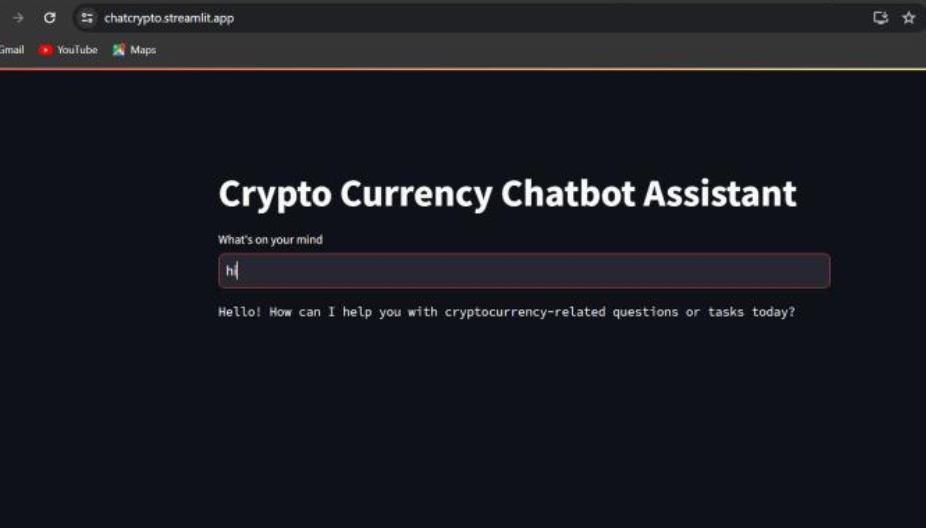 chatcrypto.streamlit.app
Gmail YouTube Maps
Crypto Currency Chatbot Assistant
What's on your mind
hi
Hello! How can I help you with cryptocurrency-related questions or tasks today?